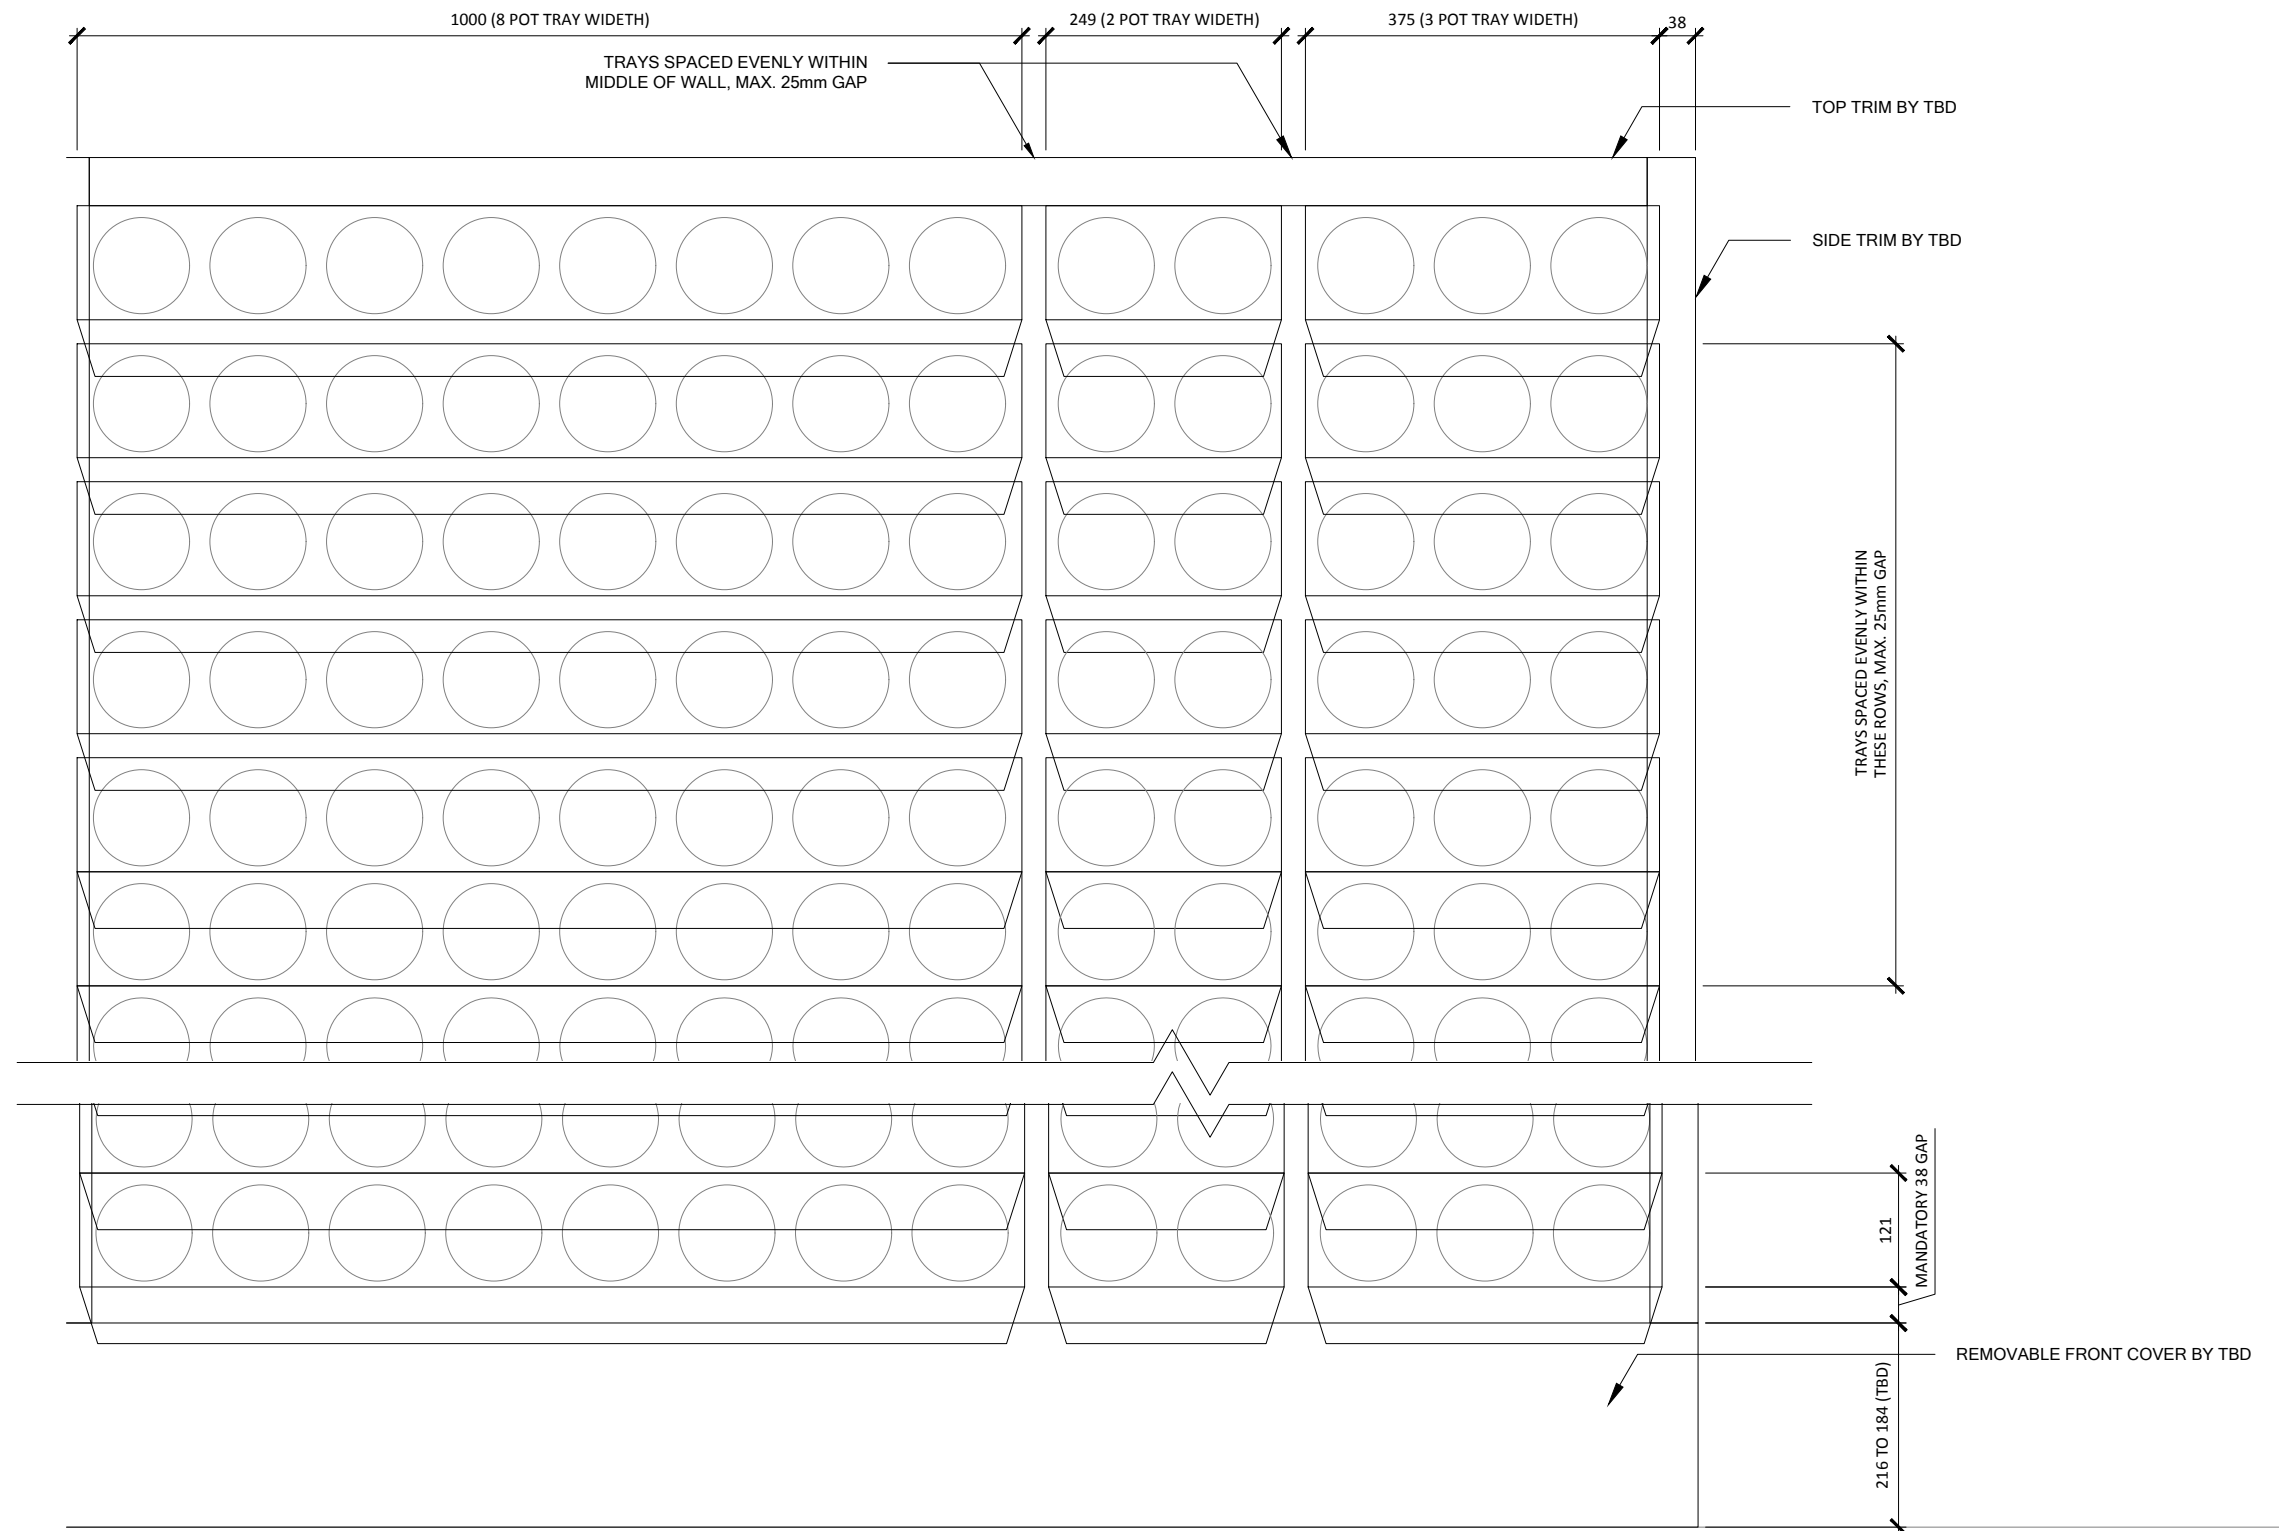 1000 (8 POT TRAY WIDETH)
249 (2 POT TRAY WIDETH)
375 (3 POT TRAY WIDETH)
38
TRAYS SPACED EVENLY WITHIN
MIDDLE OF WALL, MAX. 25mm GAP
TOP TRIM BY TBD
SIDE TRIM BY TBD
TRAYS SPACED EVENLY WITHIN
THESE ROWS, MAX. 25mm GAP
121
MANDATORY 38 GAP
REMOVABLE FRONT COVER BY TBD
216 TO 184 (TBD)